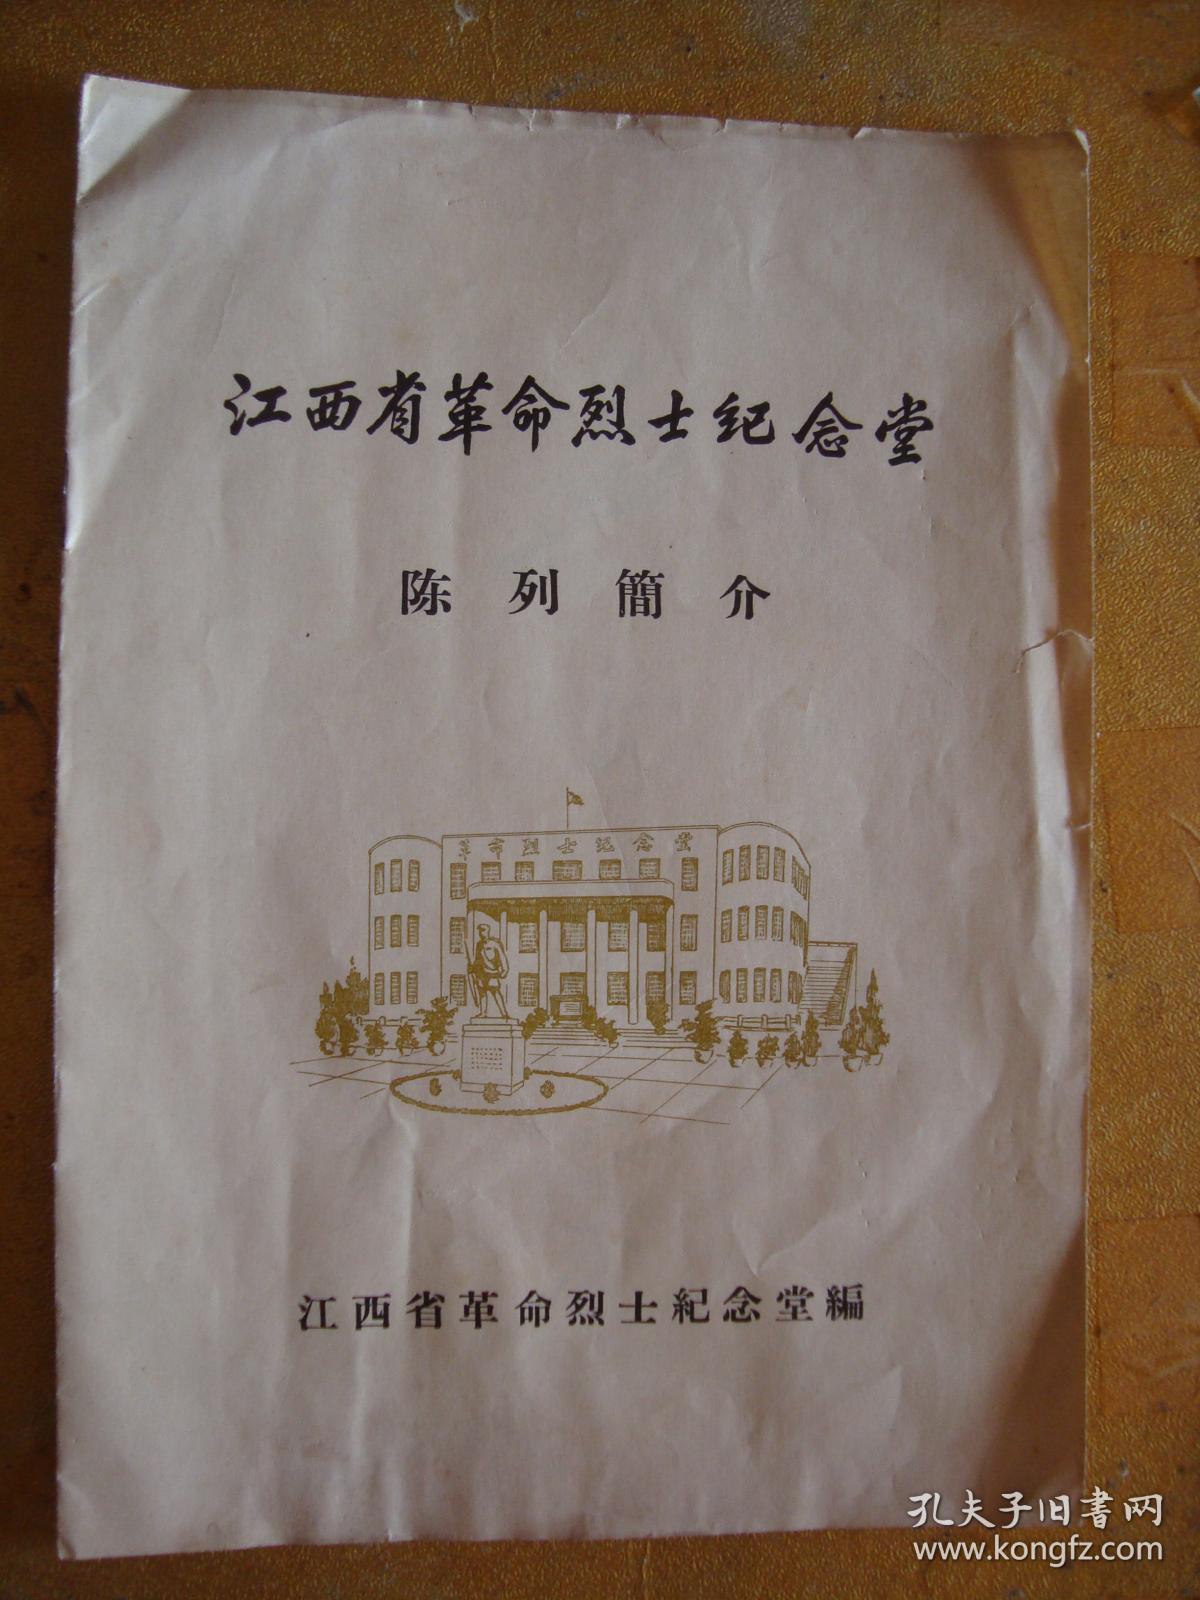 江西省革命烈士纪念堂
陈列簡介
革命烈士纪念堂
江西省革命烈士紀念堂編
孔夫子旧書网
www.kongfz.com